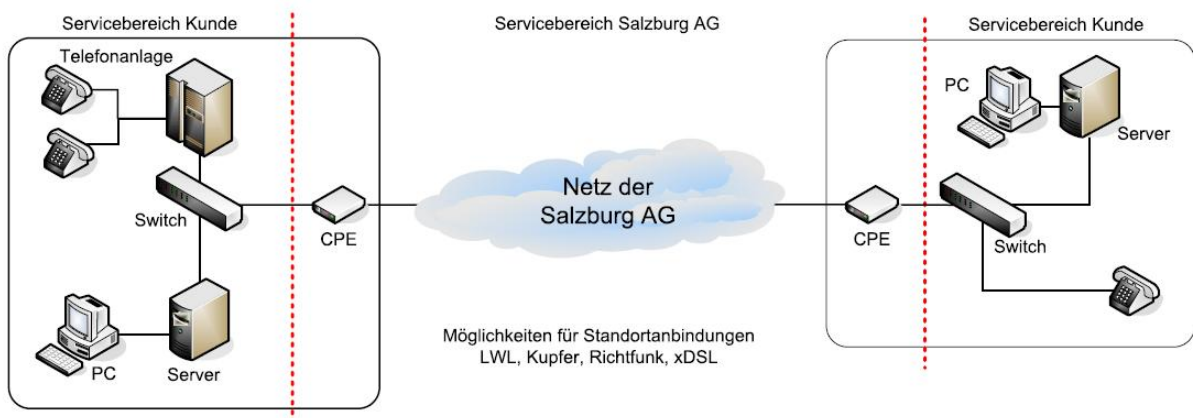 Servicebereich Kunde
Servicebereich Salzburg AG
Servicebereich Kunde
Telefonanlage
Switch
CPE
PC
Server
Netz der
Salzburg AG
Möglichkeiten für Standortanbindungen
LWL, Kupfer, Richtfunk, xDSL
PC
Server
CPE
Switch